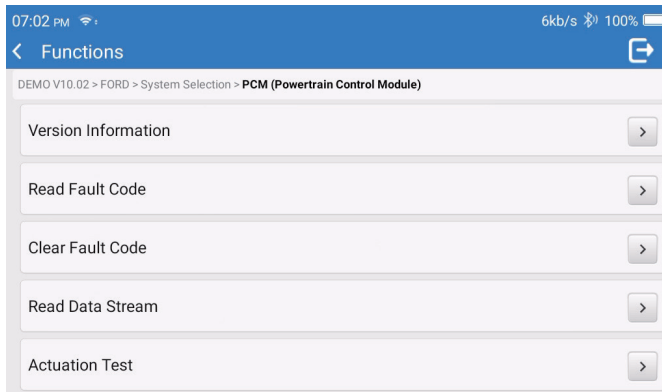 07:02 PM 6kb/s 100%
Functions
DEMO V10.02 > FORD > System Selection > PCM (Powertrain Control Module)
Version Information
Read Fault Code
Clear Fault Code
Read Data Stream
Actuation Test